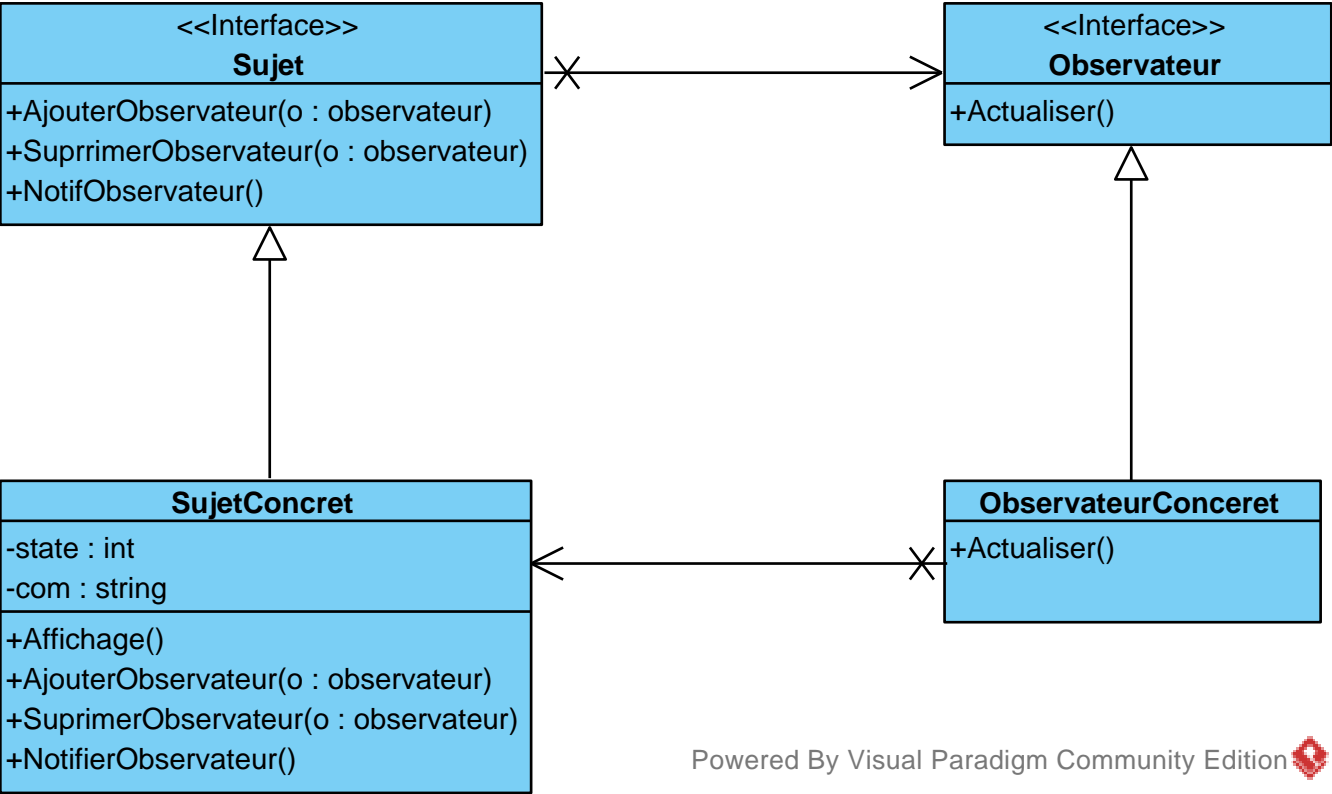 <<Interface>>
Sujet
+AjouterObservateur(o : observateur)
+SuprrimerObservateur(o : observateur)
+NotifObservateur()
<<Interface>>
Observateur
+Actualiser()
SujetConcret
-state : int
-com : string
+Affichage()
+AjouterObservateur(o : observateur)
+SuprimerObservateur(o : observateur)
+NotifierObservateur()
ObservateurConceret
+Actualiser()
Powered By Visual Paradigm Community Edition